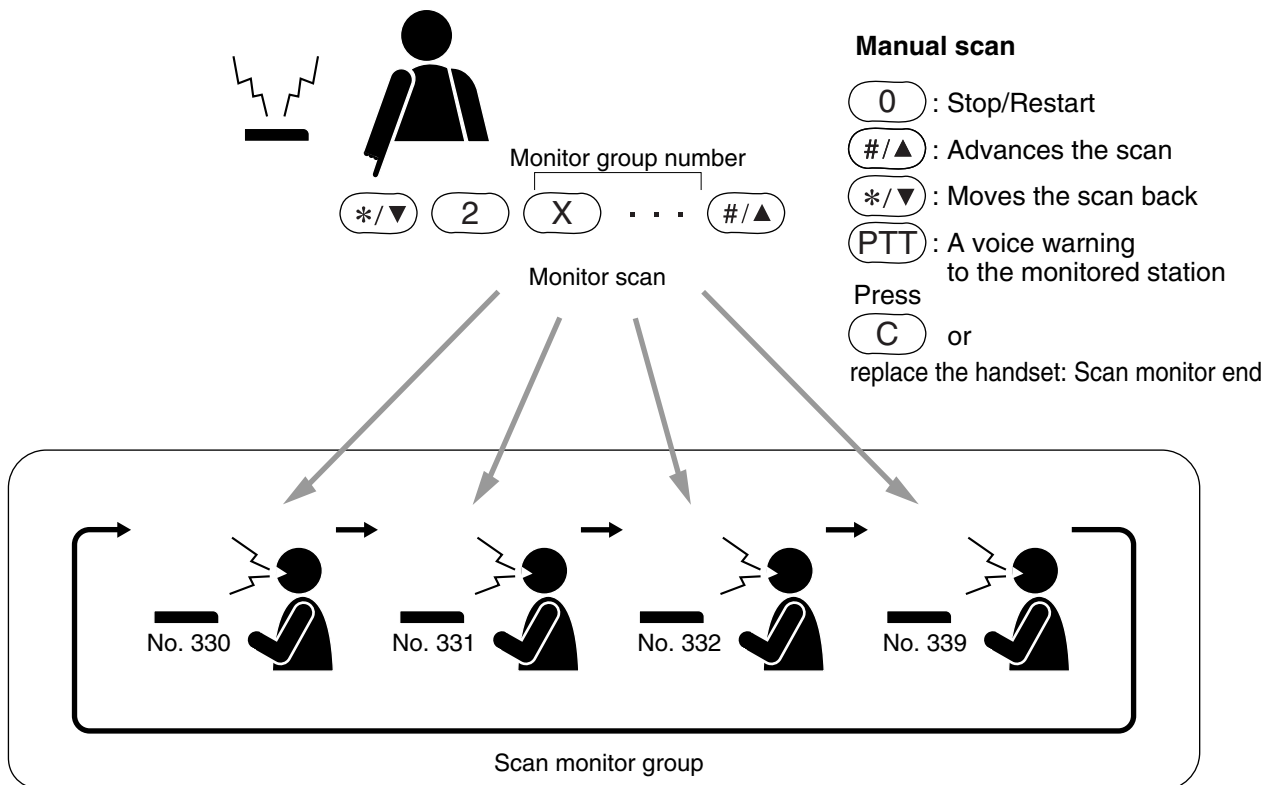 Manual scan
0 : Stop/Restart
#/▲ : Advances the scan
*/▼ : Moves the scan back
PTT : A voice warning
to the monitored station
Press
C or
replace the handset: Scan monitor end
Monitor group number
*/▼ 2 X · · · #/▲
Monitor scan
No. 330 No. 331 No. 332 No. 339
Scan monitor group